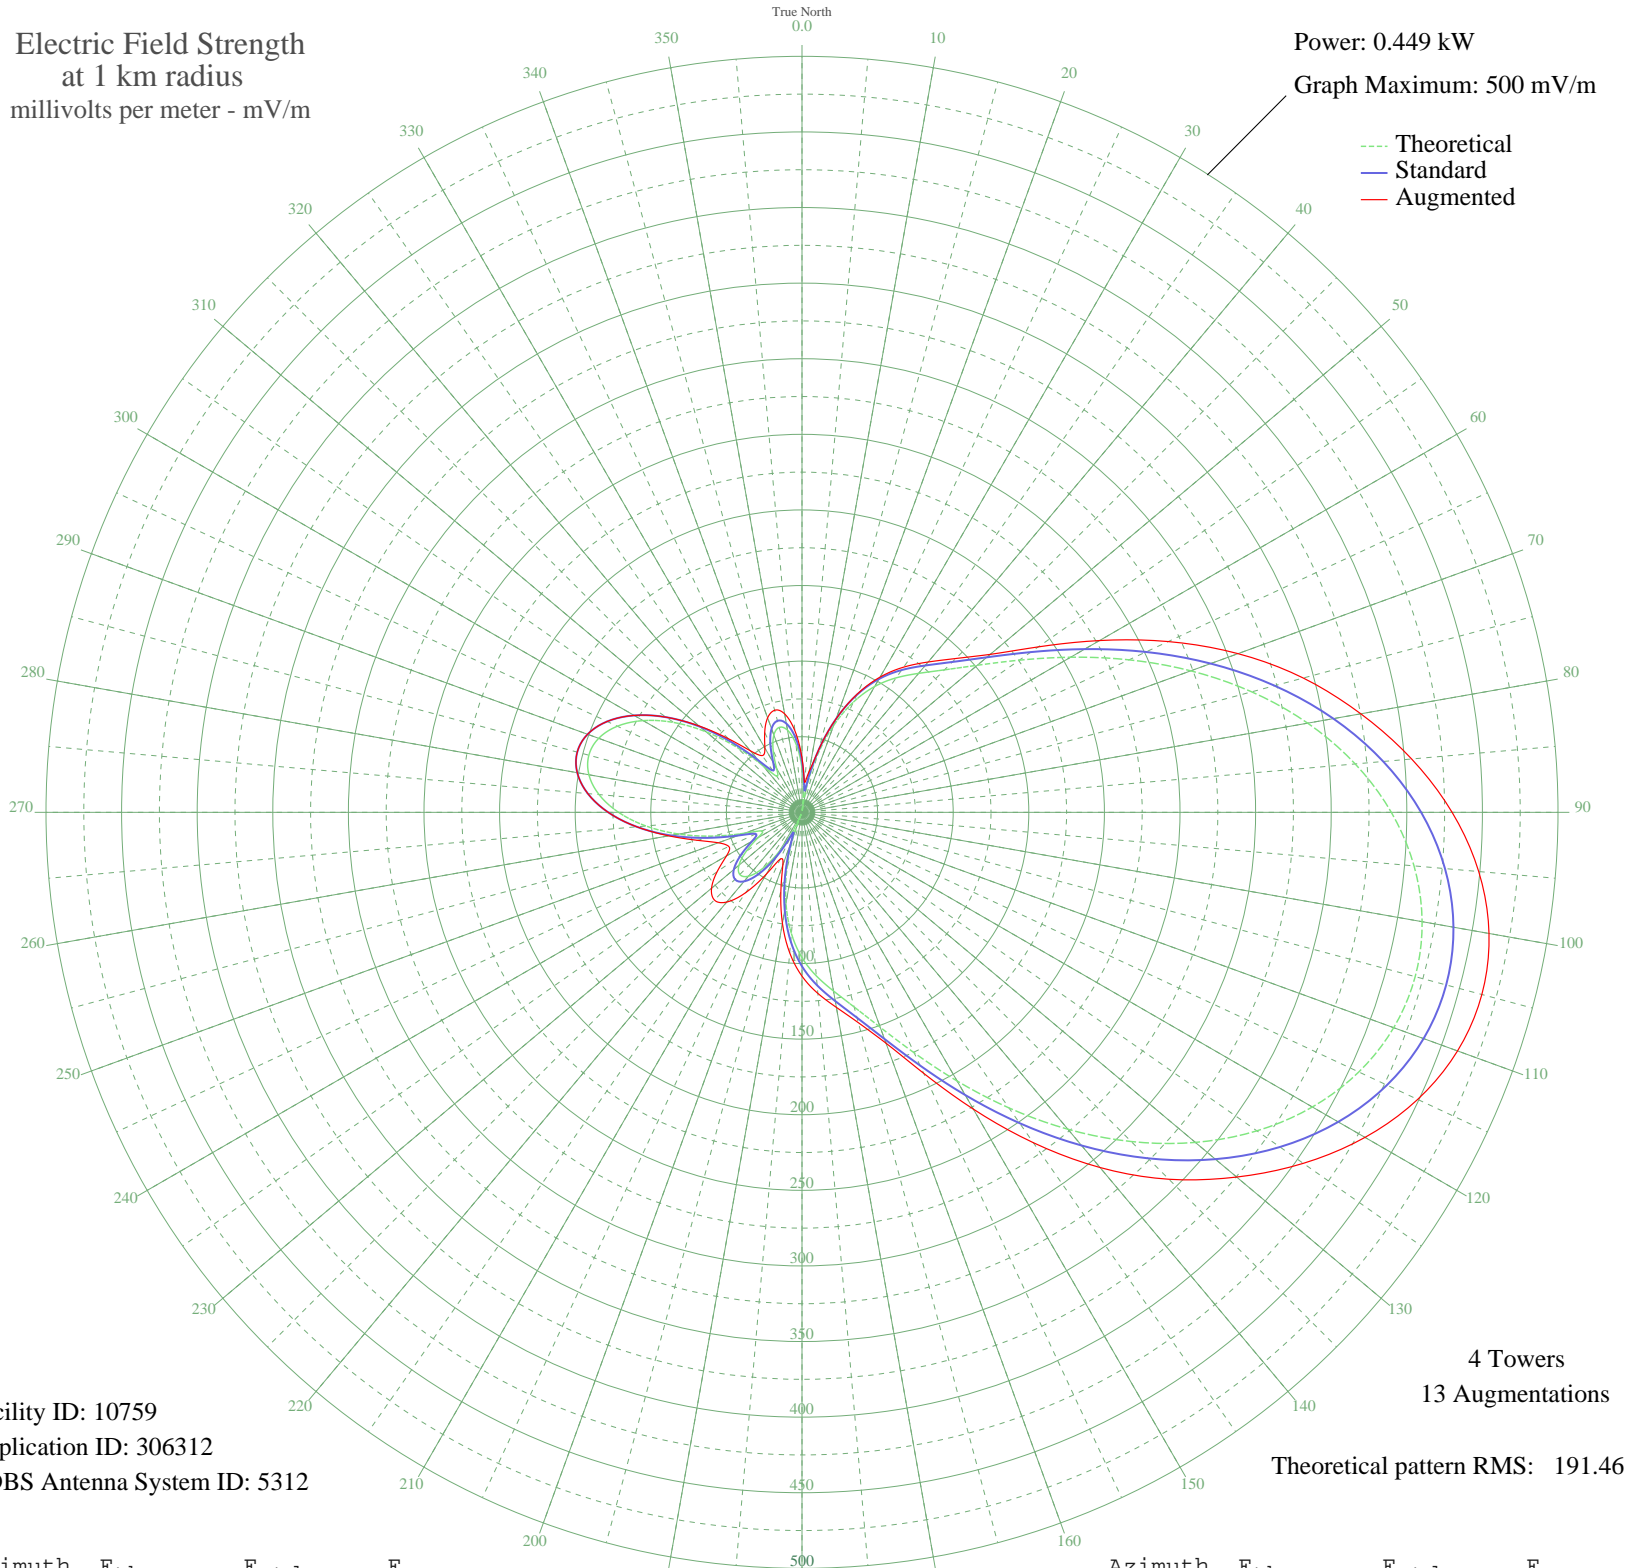 Electric Field Strength
at 1 km radius
millivolts per meter - mV/m
True North
0.0
10
20
30
40
50
60
70
80
90
100
110
120
130
140
150
160
200
210
220
230
240
250
260
270
280
290
300
310
320
330
340
350
Power: 0.449 kW
Graph Maximum: 500 mV/m
Theoretical
Standard
Augmented
150
200
250
300
350
400
450
500
4 Towers
13 Augmentations
Theoretical pattern RMS: 191.46
cility ID: 10759
plication ID: 306312
DBS Antenna System ID: 5312
Azimuth